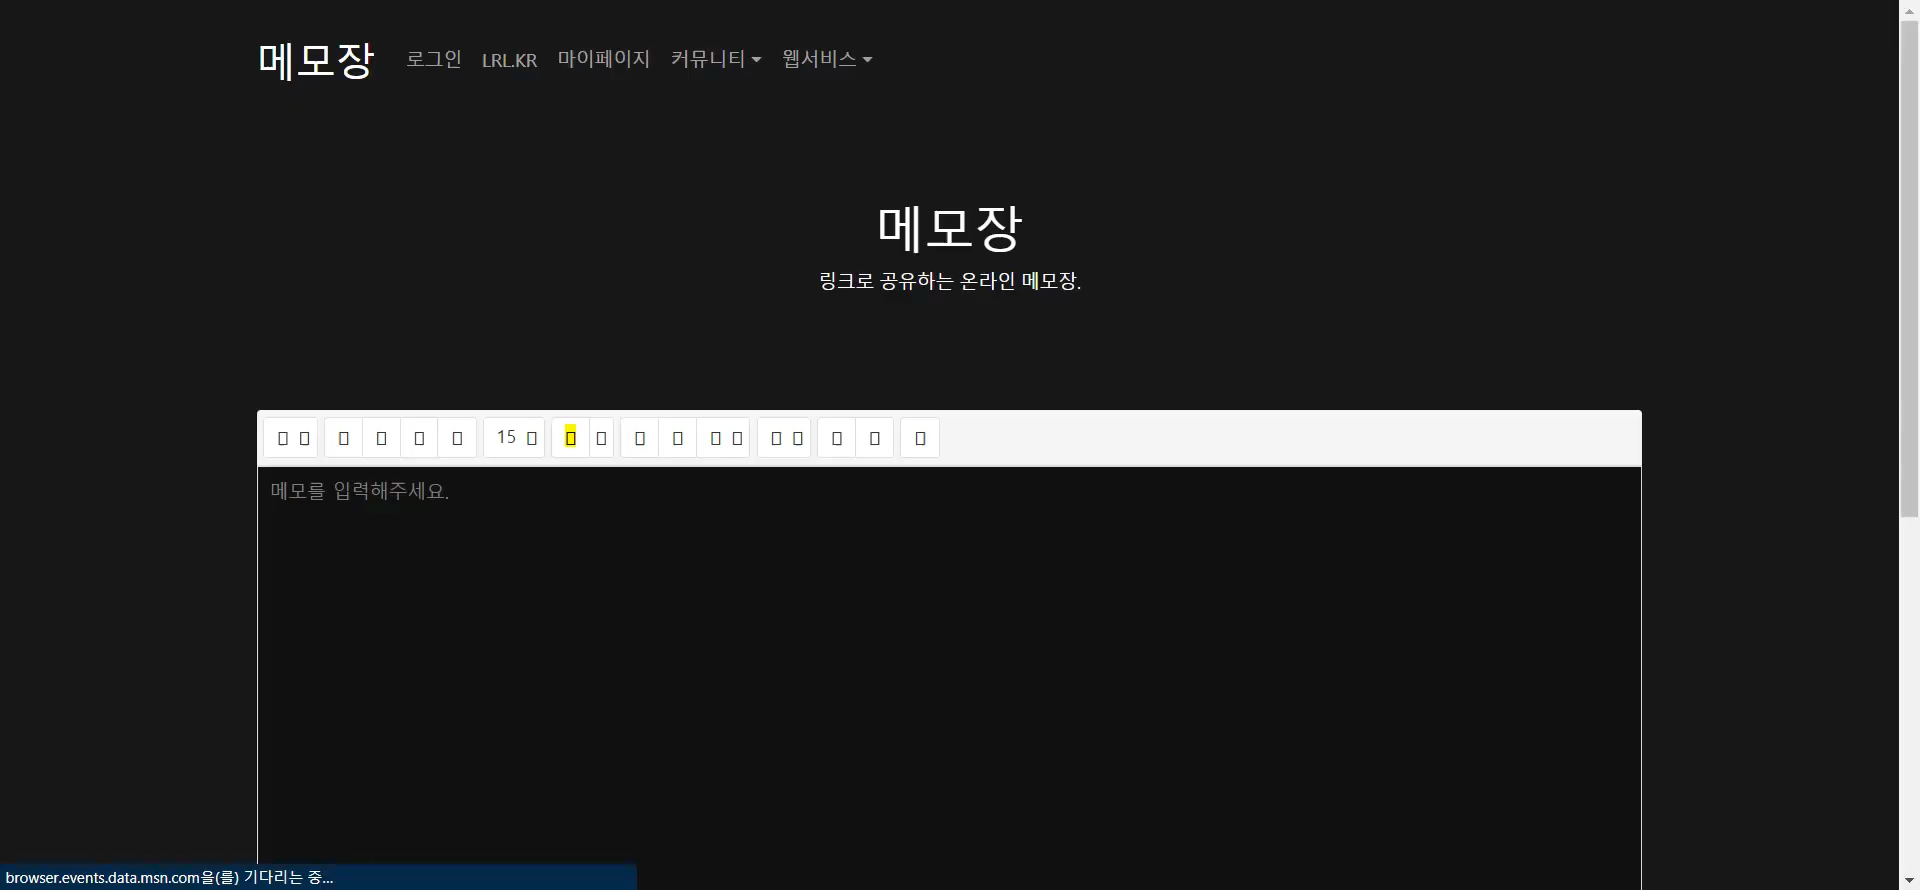 메모장 로그인 LRL.KR 마이페이지 커뮤니티 웹서비스
메모장
링크로 공유하는 온라인 메모장.
15
메모를 입력해주세요.
browser.events.data.msn.com을(를) 기다리는 중...